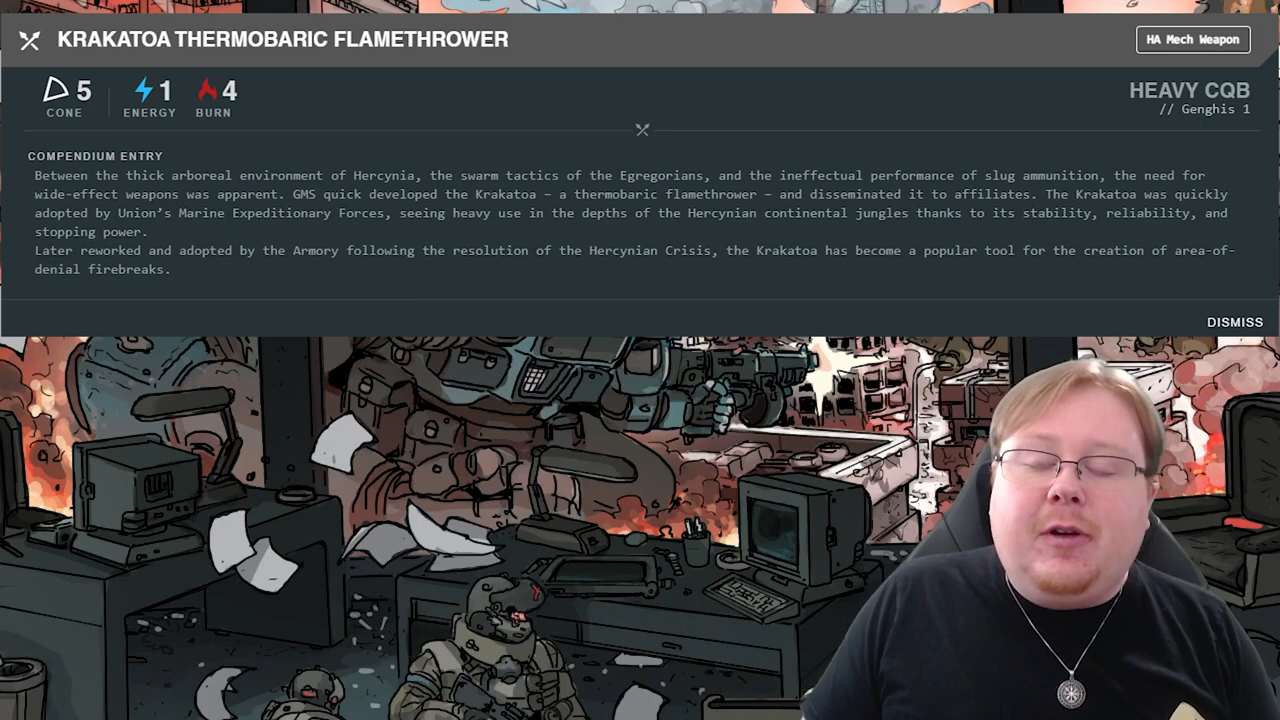 KRAKATOA THERMOBARIC FLAMETHROWER
HA Mech Weapon
5 1 4
CONE ENERGY BURN
HEAVY CQB
// Genghis 1
COMPENDIUM ENTRY
Between the thick arboreal environment of Hercynia, the swarm tactics of the Egregorians, and the ineffectual performance of slug ammunition, the need for
wide-effect weapons was apparent. GMS quick developed the Krakatoa – a thermobaric flamethrower – and disseminated it to affiliates. The Krakatoa was quickly
adopted by Union's Marine Expeditionary Forces, seeing heavy use in the depths of the Hercynian continental jungles thanks to its stability, reliability, and
stopping power.
Later reworked and adopted by the Armory following the resolution of the Hercynian Crisis, the Krakatoa has become a popular tool for the creation of area-of-
denial firebreaks.
DISMISS